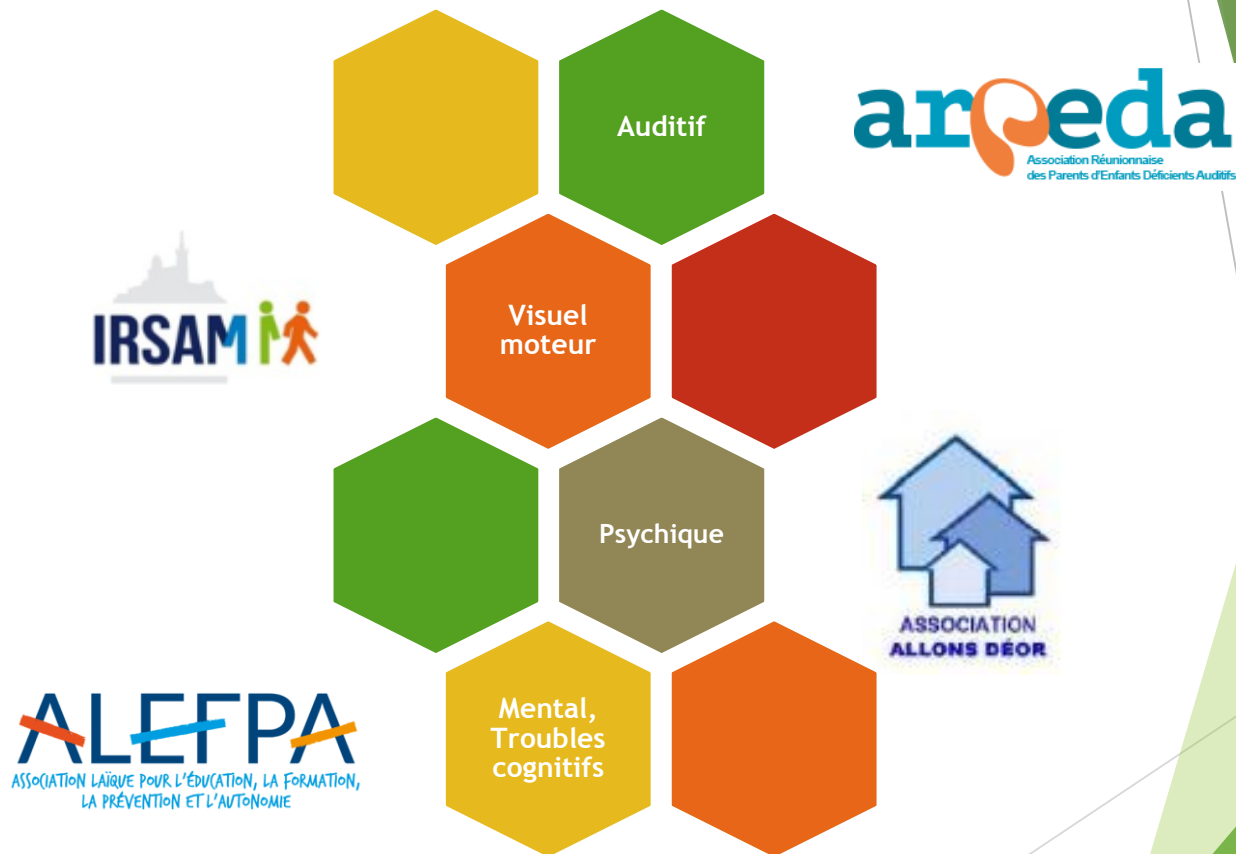 Auditif
arpeda
Association Réunionnaise
des Parents d'Enfants Déficients Auditifs
IRSAM
Visuel
moteur
Psychique
ASSOCIATION
ALLONS DÉOR
ALEFPA
ASSOCIATION LAÏQUE POUR L'ÉDUCATION, LA FORMATION,
LA PRÉVENTION ET L'AUTONOMIE
Mental,
Troubles
cognitifs